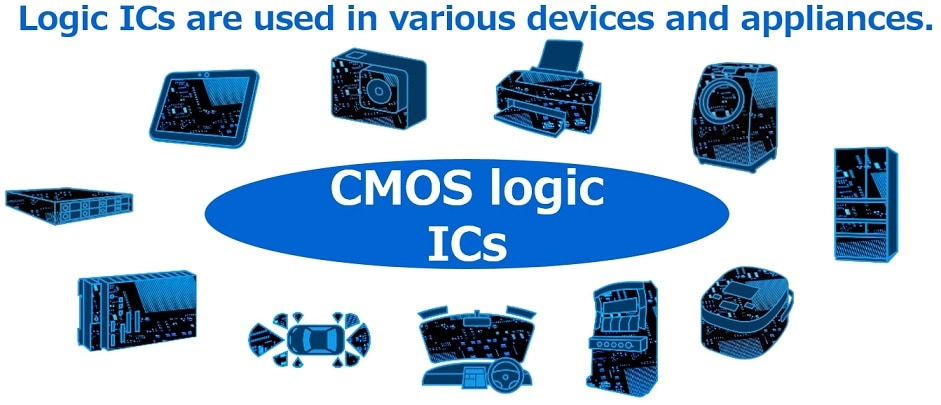 Logic ICs are used in various devices and appliances.
CMOS logic
ICs